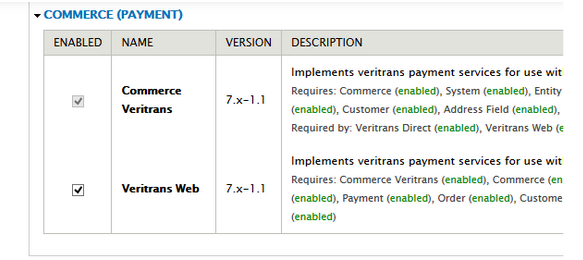 COMMERCE (PAYMENT)
ENABLED NAME VERSION DESCRIPTION
Commerce Veritrans
7.x-1.1
Implements veritrans payment services for use wit
Requires: Commerce (enabled), System (enabled), Entity
(enabled), Customer (enabled), Address Field (enabled),
Required by: Veritrans Direct (enabled), Veritrans Web (e
Veritrans Web
7.x-1.1
Implements veritrans payment services for use wit
Requires: Commerce Veritrans (enabled), Commerce (en
(enabled), Payment (enabled), Order (enabled), Custome
(enabled)